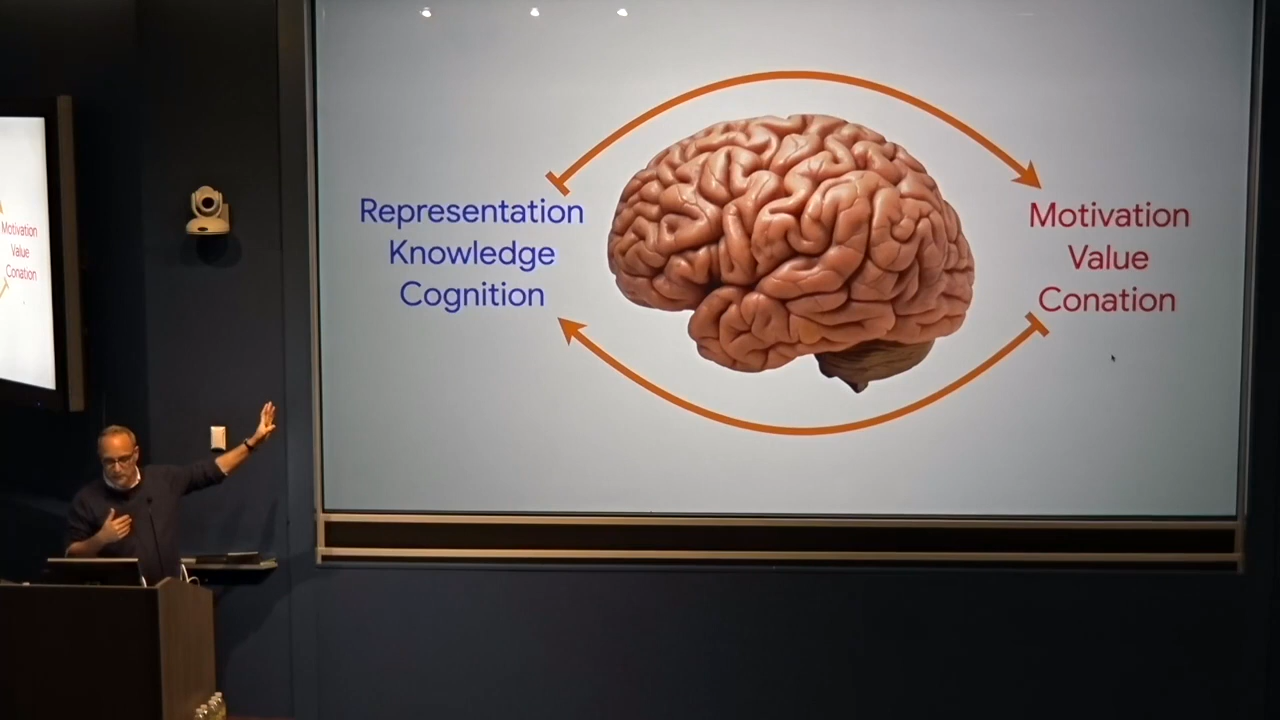 Representation
Knowledge
Cognition
Motivation
Value
Conation
Motivation
Value
Conation